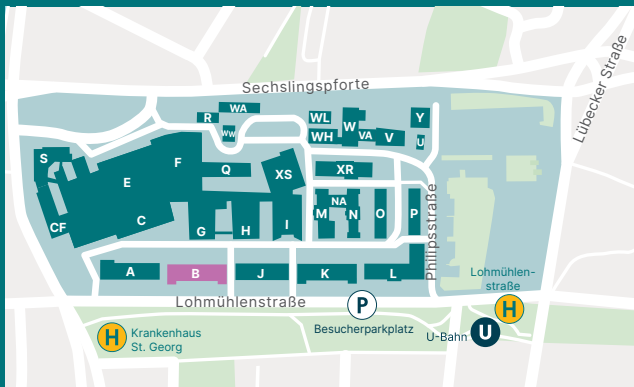 Sechslingspforte
Lübecker Straße
WA
R
WW
WL
W
WH
VA
V
Y
U
S
E
F
Q
XS
XR
NA
M
N
O
P
CF
C
G
H
I
A
B
J
K
L
Philipsstraße
Lohmühlenstraße
Lohmühlen-
straße
H
P
Besucherparkplatz
U-Bahn
U
H
Krankenhaus
St. Georg